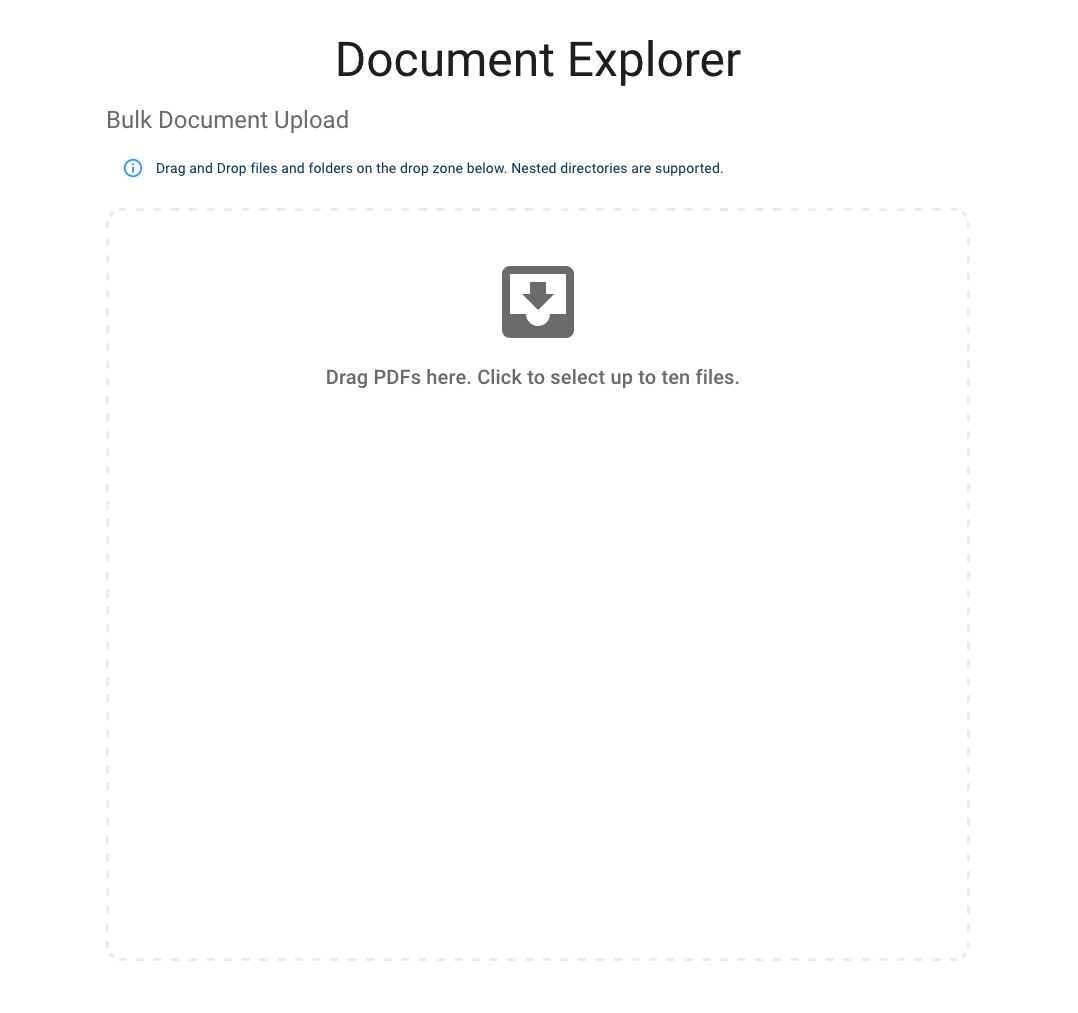 Document Explorer
Bulk Document Upload
Drag and Drop files and folders on the drop zone below. Nested directories are supported.
Drag PDFs here. Click to select up to ten files.